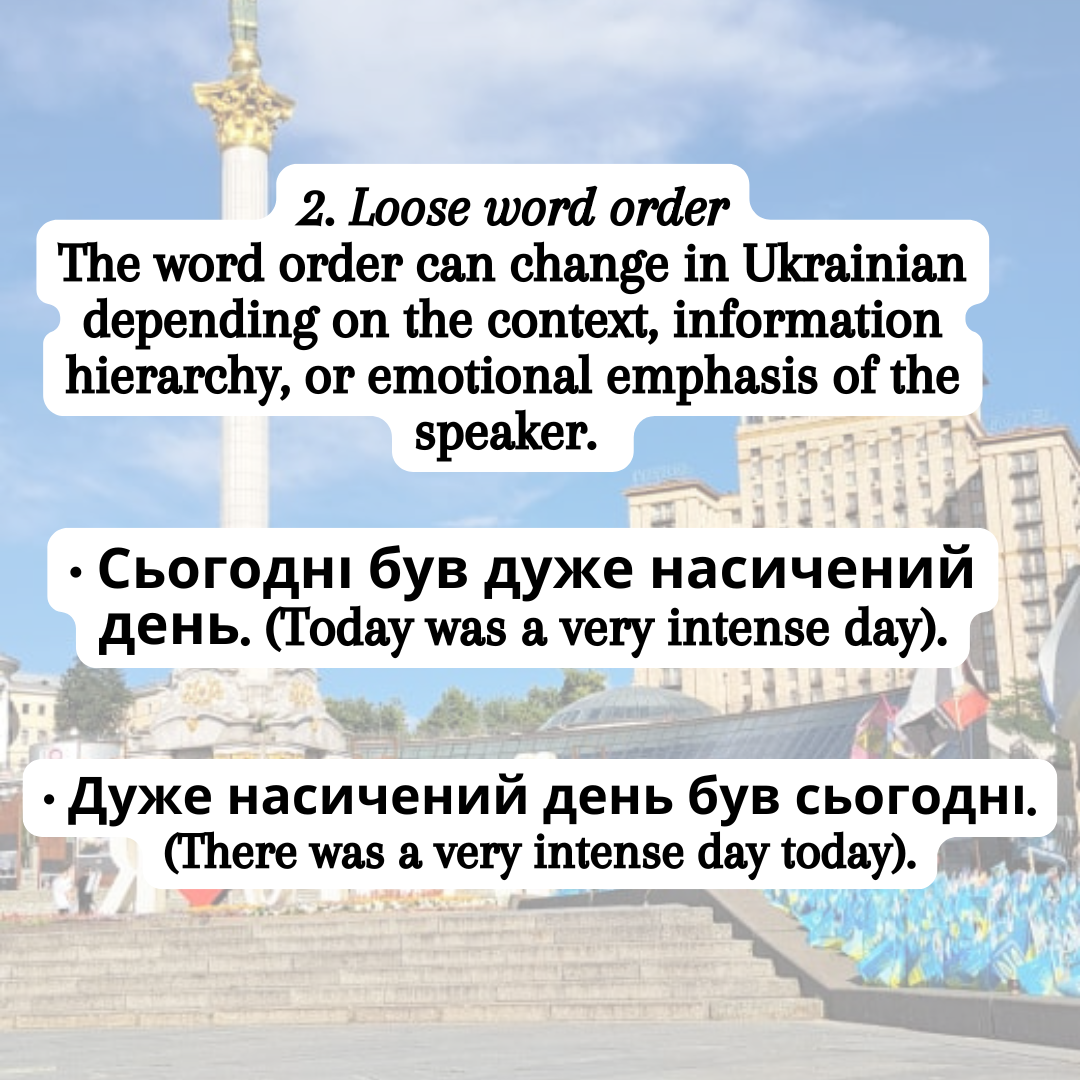 2. Loose word order
The word order can change in Ukrainian
depending on the context, information
hierarchy, or emotional emphasis of the
speaker.
· Сьогодні був дуже насичений
день. (Today was a very intense day).
· Дуже насичений день був сьогодні.
(There was a very intense day today).